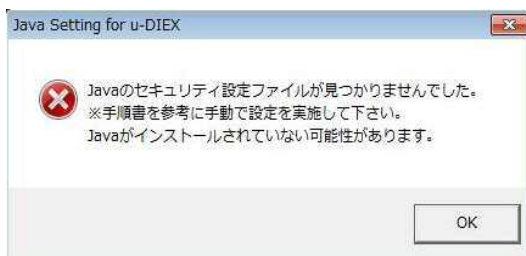 Java Setting for u-DIEX
Javaのセキュリティ設定ファイルが見つかりませんでした。
※手順書を参考に手動で設定を実施して下さい。
Javaがインストールされていない可能性があります。
OK